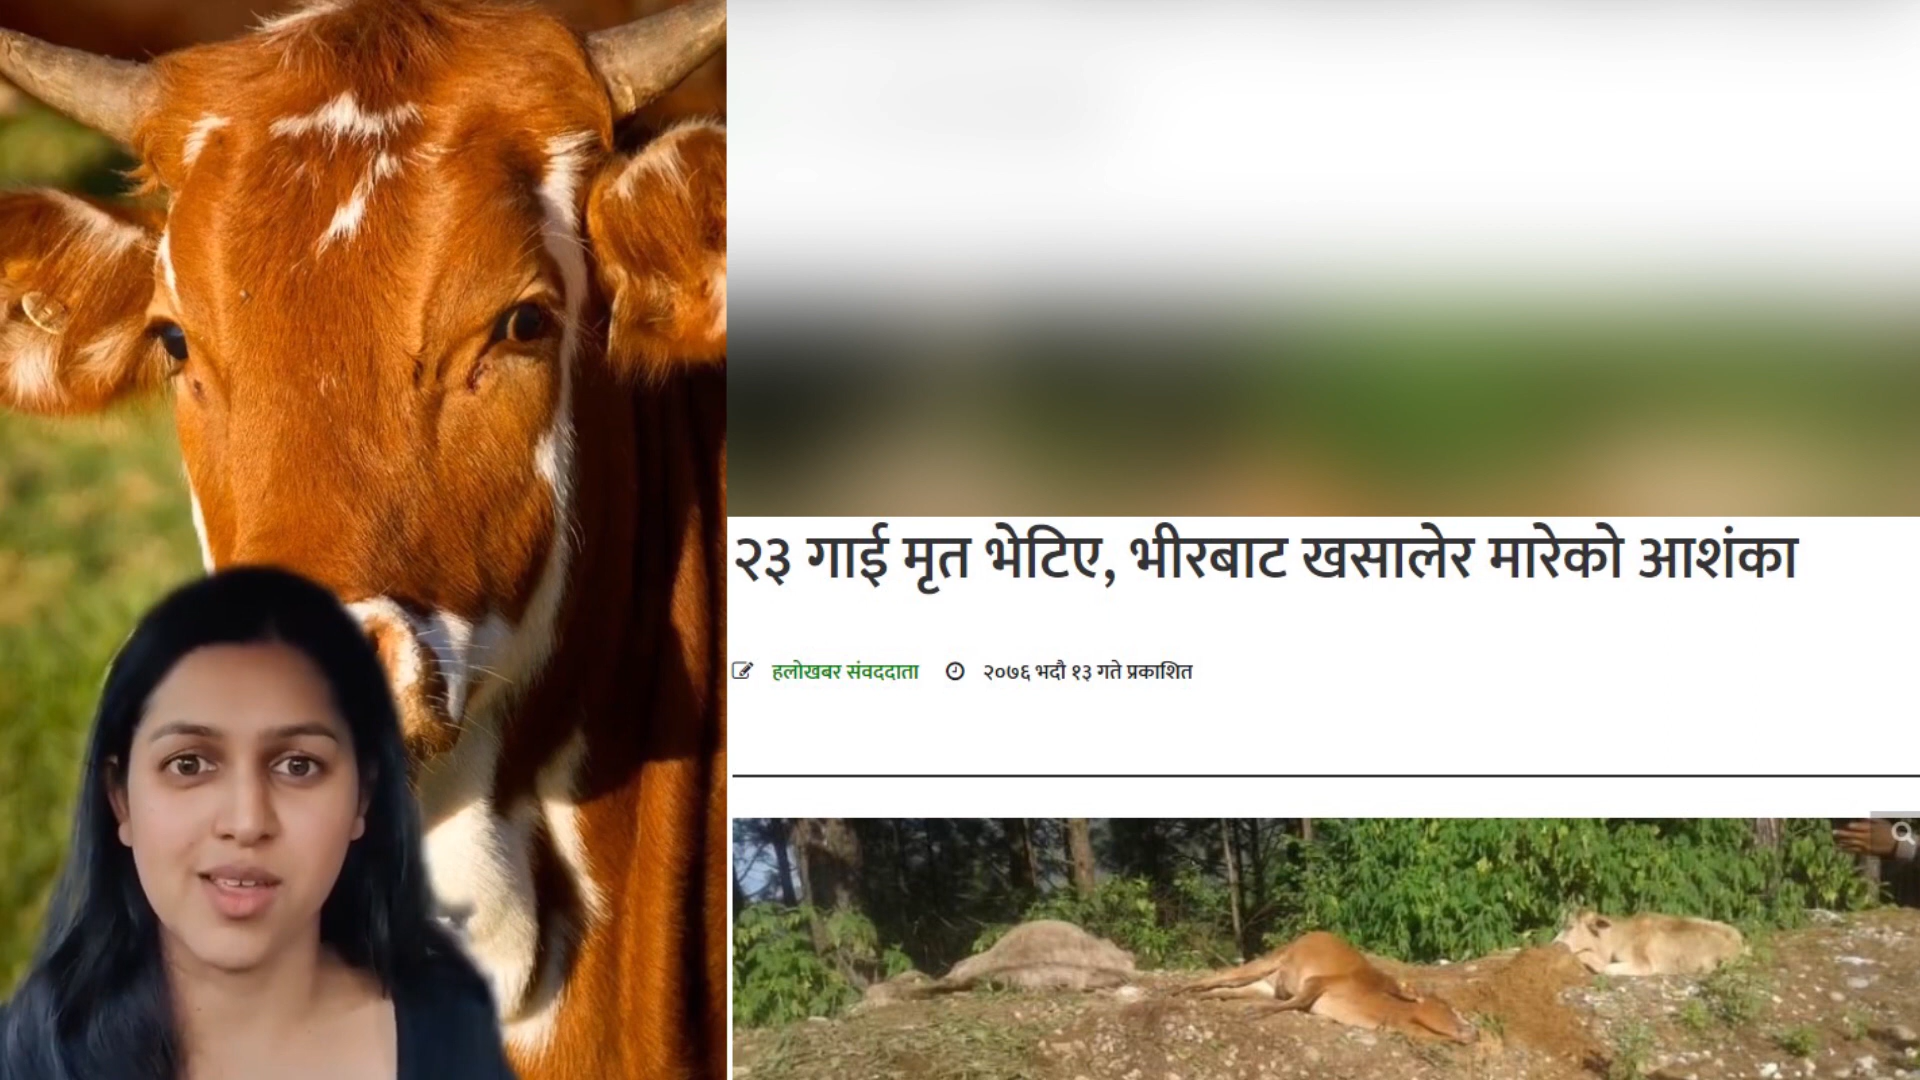 २३ गाई मृत भेटिए, भीरबाट खसालेर मारेको आशंका
हलोखबर संवददाता २०७६ भदौ १३ गते प्रकाशित